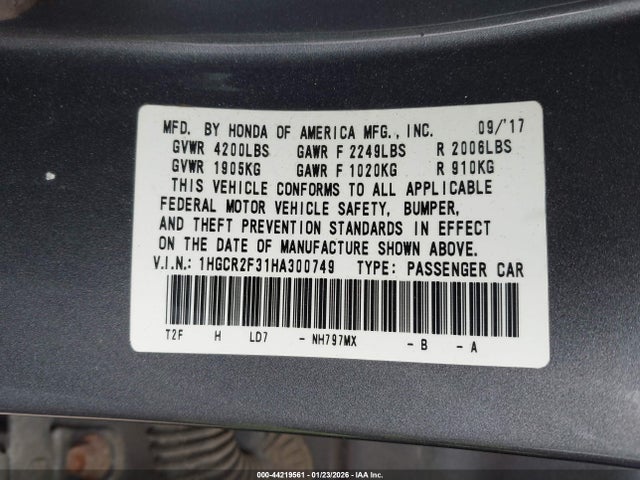 MFD. BY HONDA OF AMERICA MFG., INC. 09/'17
GVWR 4200LBS GAWR F 2249LBS R 2006LBS
GVWR 1905KG GAWR F 1020KG R 910KG
THIS VEHICLE CONFORMS TO ALL APPLICABLE
FEDERAL MOTOR VEHICLE SAFETY, BUMPER,
AND THEFT PREVENTION STANDARDS IN EFFECT
ON THE DATE OF MANUFACTURE SHOWN ABOVE.
V.I.N.: 1HGCR2F31HA300749 TYPE: PASSENGER CAR
T2F H LD7 - NH797MX - B - A
000-44219561 - 01/23/2026 - IAA Inc.